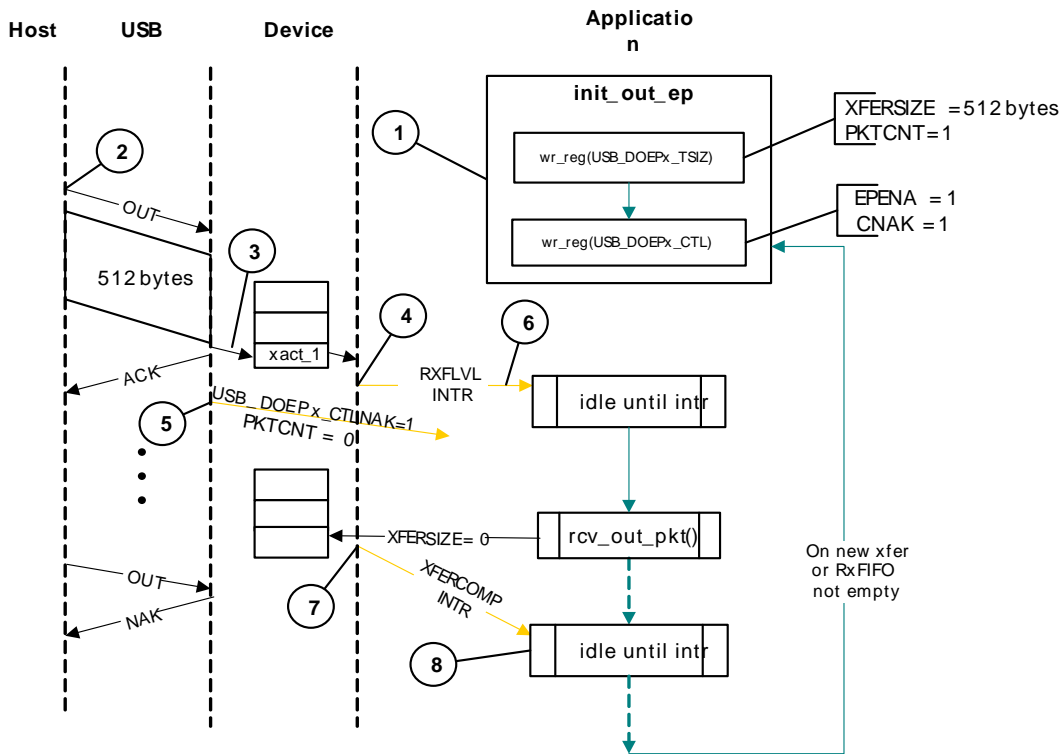 Host
USB
Device
Applicatio
n
init_out_ep
XFERSIZE = 512 bytes
PKTCNT = 1
1
wr_reg(USB_DOEPx_TSIZ)
2
EPENA = 1
CNAK = 1
OUT
wr_reg(USB_DOEPx_CTL)
3
512 bytes
4
6
xact_1
ACK
RXFLVL
INTR
idle until intr
USB_DOEPx_CTLNAK=1
PKTCNT = 0
5
XFERSIZE = 0
rcv_out_pkt()
On new xfer
or RxFIFO
not empty
OUT
XFERCOMP
INTR
NAK
7
8
idle until intr